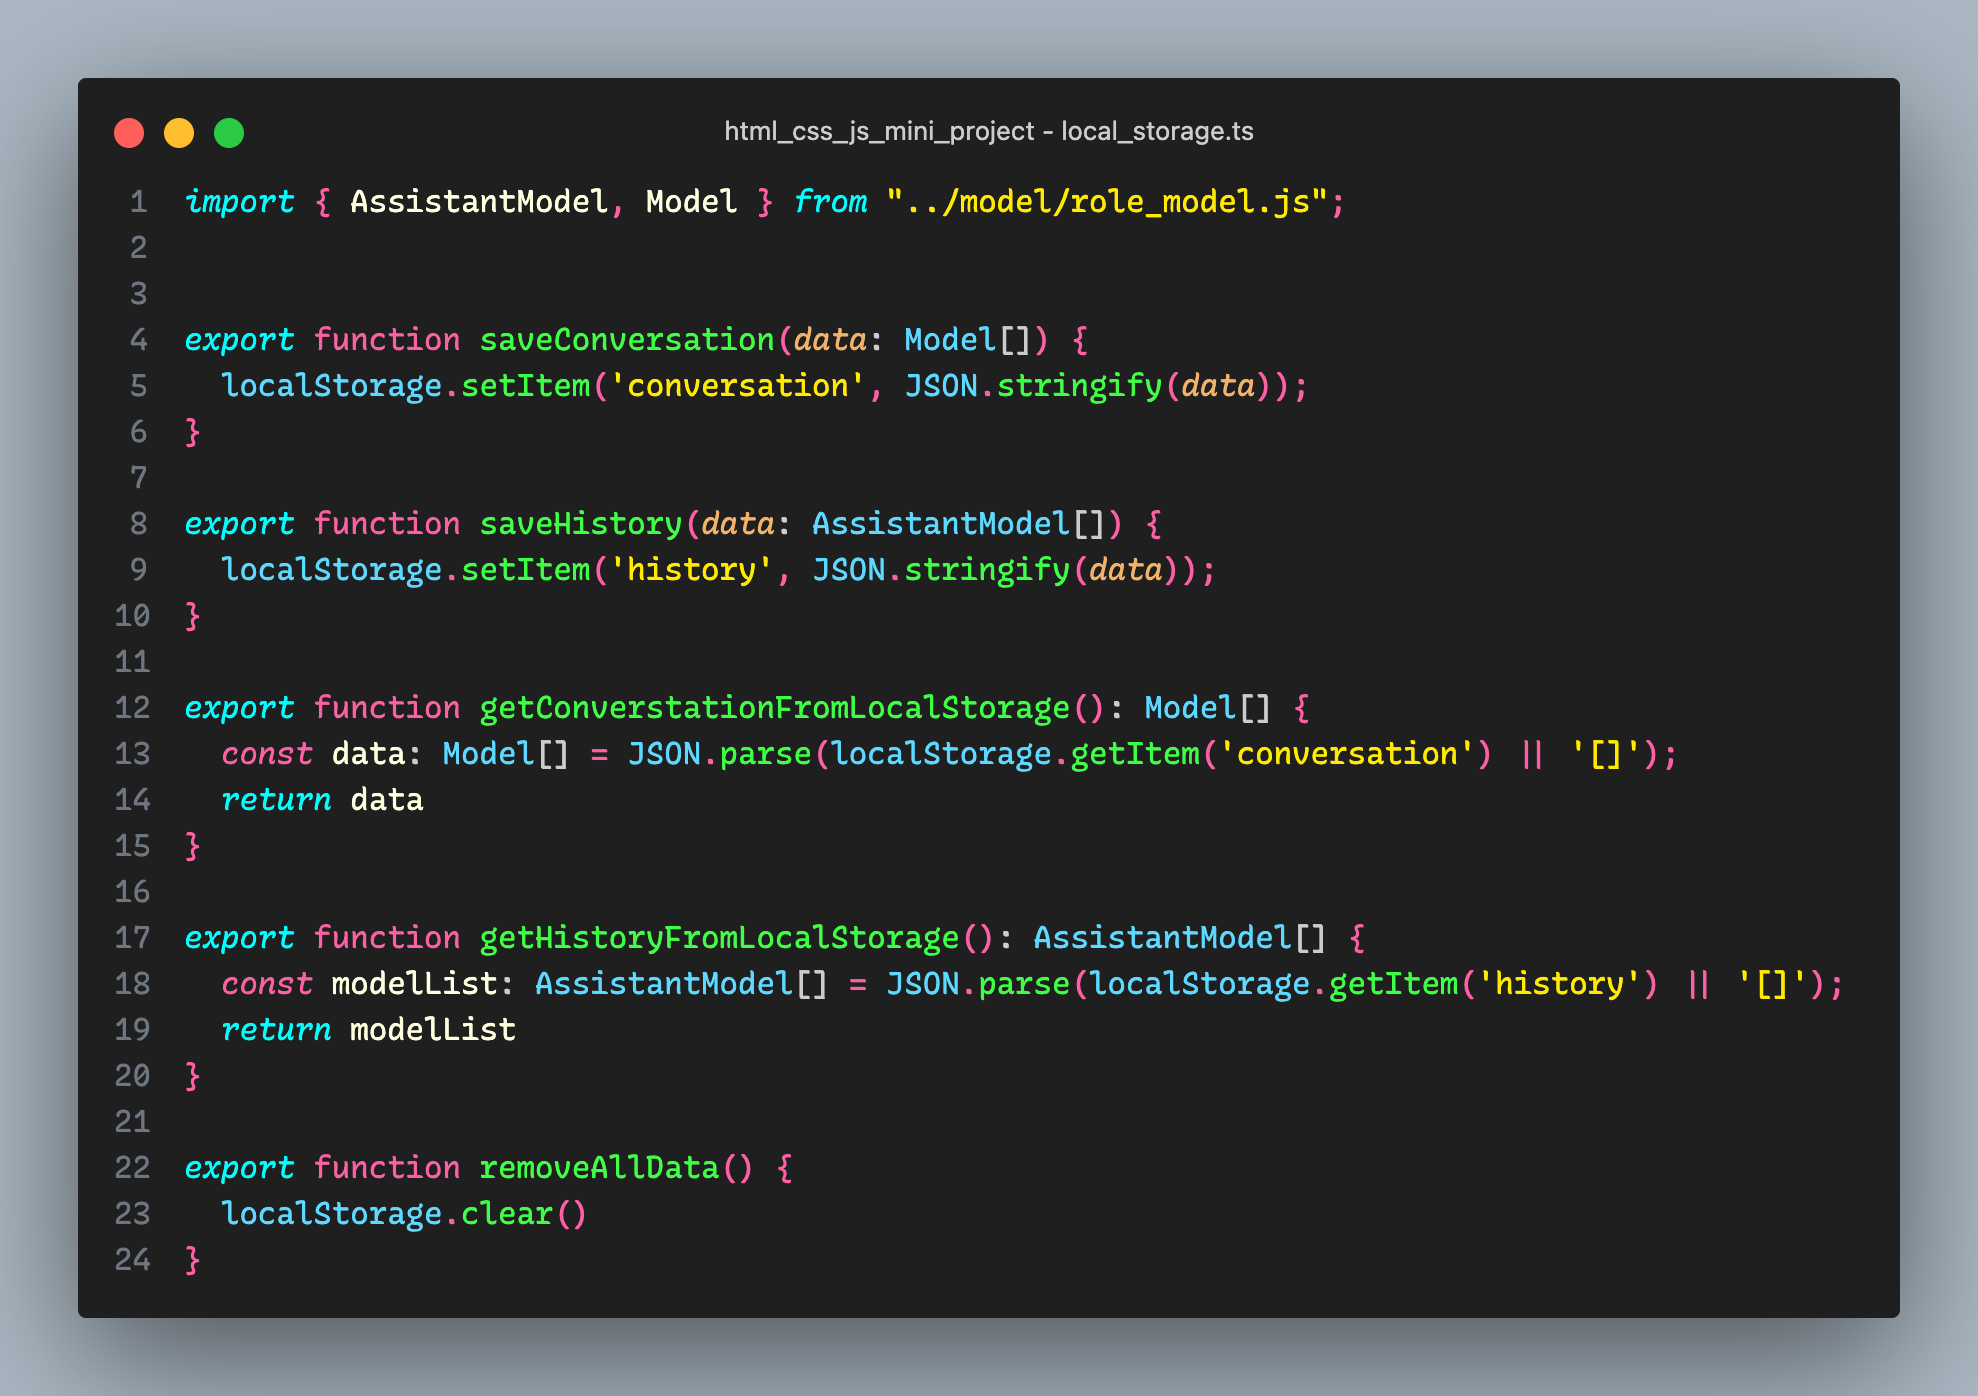 html_css_js_mini_project - local_storage.ts
1 import { AssistantModel, Model } from "../model/role_model.js";
2
3
4 export function saveConversation(data: Model[]) {
5   localStorage.setItem('conversation', JSON.stringify(data));
6 }
7
8 export function saveHistory(data: AssistantModel[]) {
9   localStorage.setItem('history', JSON.stringify(data));
10 }
11
12 export function getConverstationFromLocalStorage(): Model[] {
13   const data: Model[] = JSON.parse(localStorage.getItem('conversation') || '[]');
14   return data
15 }
16
17 export function getHistoryFromLocalStorage(): AssistantModel[] {
18   const modelList: AssistantModel[] = JSON.parse(localStorage.getItem('history') || '[]');
19   return modelList
20 }
21
22 export function removeAllData() {
23   localStorage.clear()
24 }